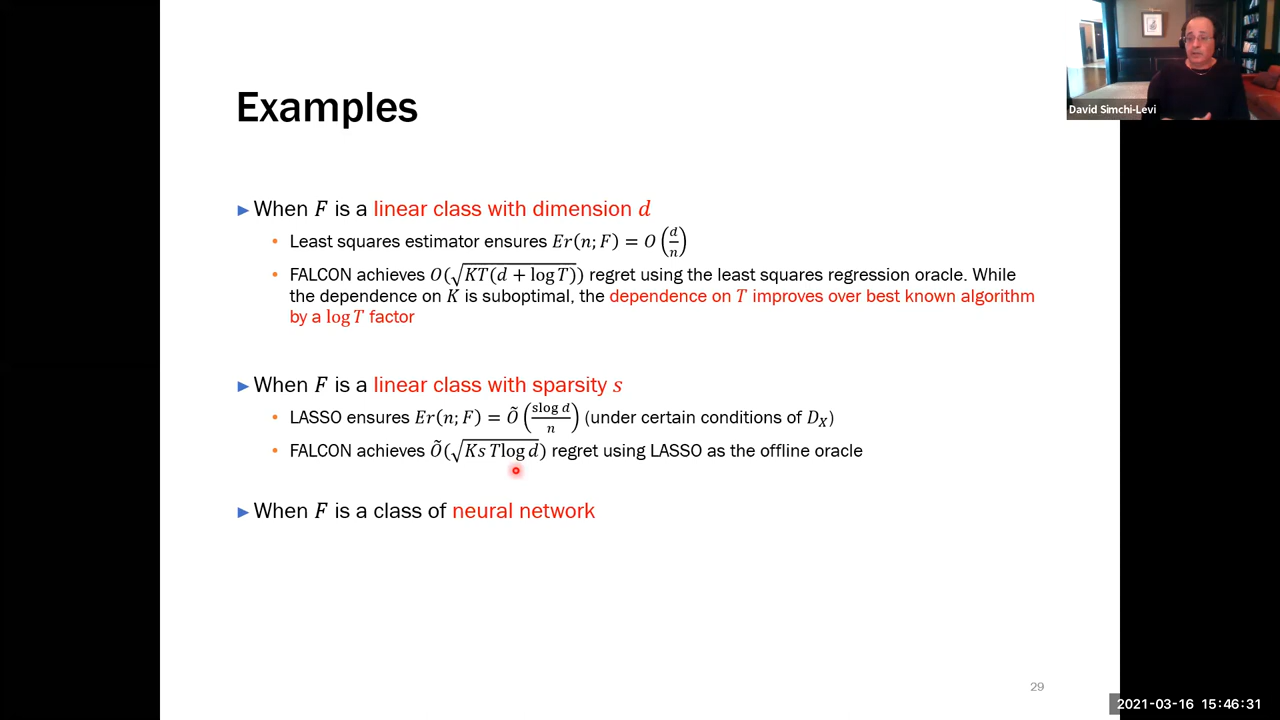 David Simchi-Levi
Examples
► When F is a linear class with dimension d
• Least squares estimator ensures Er(n; F) = O(d/n)
• FALCON achieves O(√KT(d + log T)) regret using the least squares regression oracle. While
the dependence on K is suboptimal, the dependence on T improves over best known algorithm
by a log T factor
► When F is a linear class with sparsity s
• LASSO ensures Er(n; F) = Õ(slog d/n) (under certain conditions of D_X)
• FALCON achieves Õ(√Ks Tlog d) regret using LASSO as the offline oracle
► When F is a class of neural network
29
2021-03-16 15:46:31